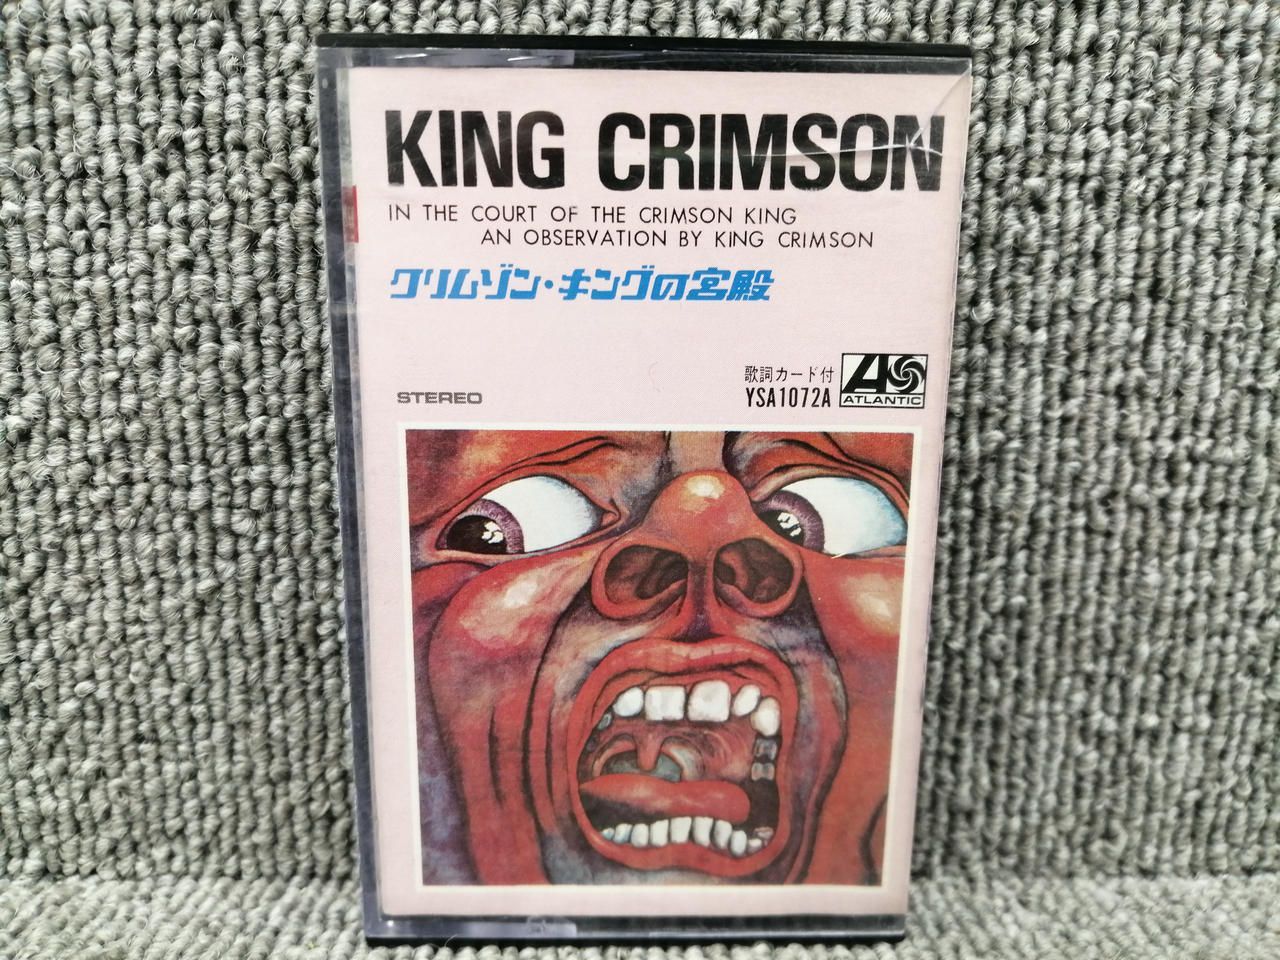 KING CRIMSON
IN THE COURT OF THE CRIMSON KING
AN OBSERVATION BY KING CRIMSON
クリムゾン・キングの宮殿
歌詞カード付
STEREO
YSA1072A
ATLANTIC